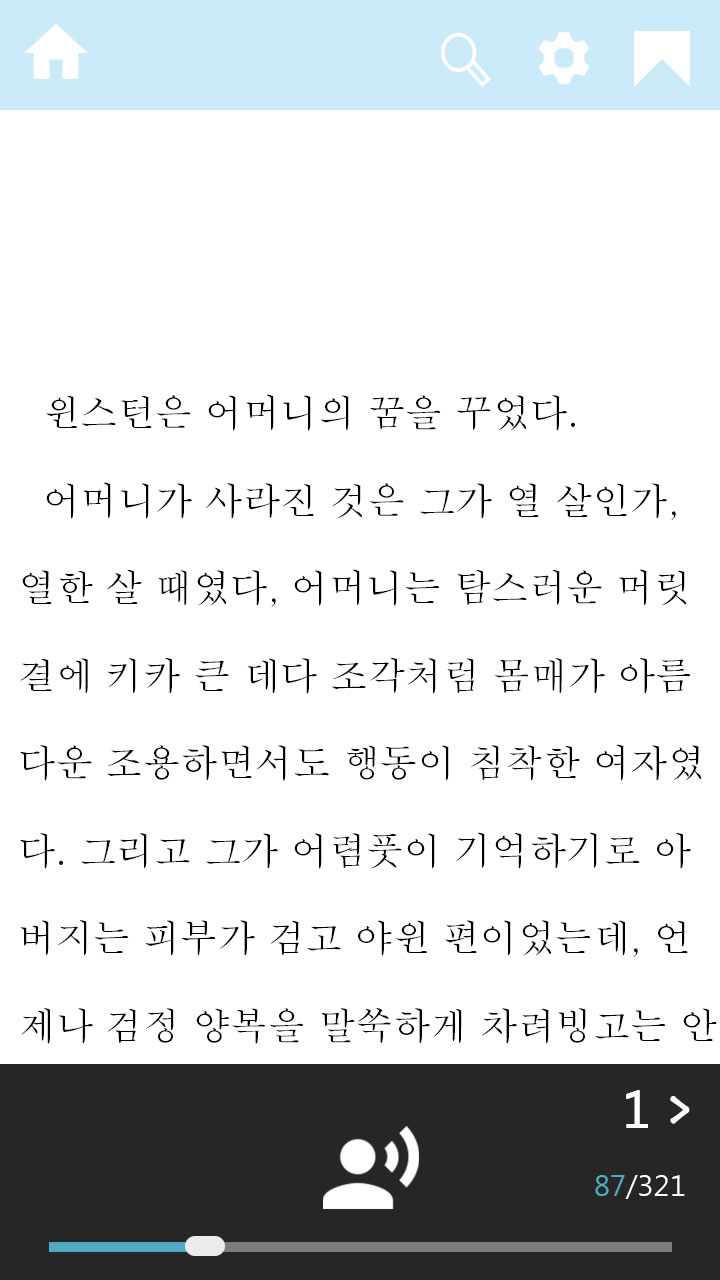 윈스턴은 어머니의 꿈을 꾸었다.
어머니가 사라진 것은 그가 열 살인가,
열한 살 때였다, 어머니는 탐스러운 머릿
결에 키카 큰 데다 조각처럼 몸매가 아름
다운 조용하면서도 행동이 침착한 여자였
다. 그리고 그가 어렴풋이 기억하기로 아
버지는 피부가 검고 야윈 편이었는데, 언
제나 검정 양복을 말쑥하게 차려빙고는 안
1 >
87/321